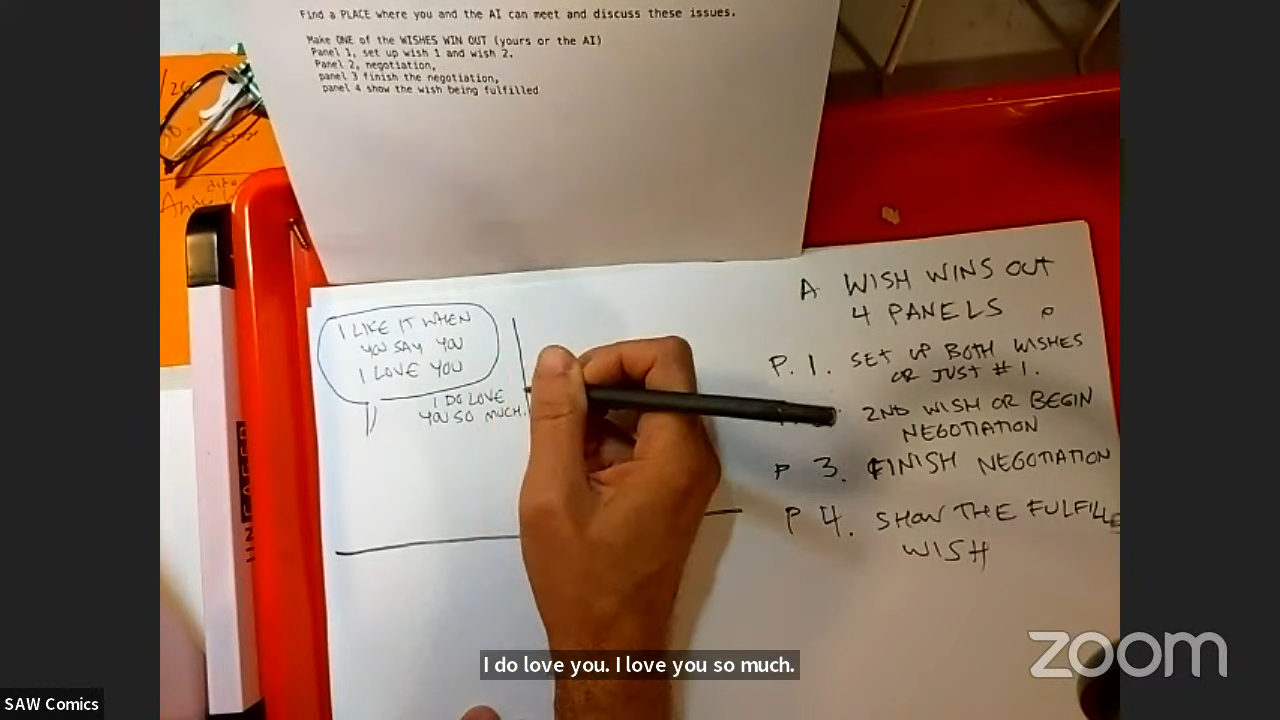 Find a PLACE where you and the AI can meet and discuss these issues.
Make ONE of the WISHES WIN OUT (yours or the AI)
Panel 1, set up wish 1 and wish 2.
Panel 2, negotiation,
panel 3 finish the negotiation,
panel 4 show the wish being fulfilled
A WISH WINS OUT
4 PANELS
P. 1. SET UP BOTH WISHES
OR JUST #1.
2ND WISH OR BEGIN
NEGOTIATION
P 3. FINISH NEGOTIATION
P 4. SHOW THE FULFILLE
WISH
I LIKE IT WHEN
YOU SAY YOU
I LOVE YOU
I DO LOVE
YOU SO MUCH.
I do love you. I love you so much.
zoom
SAW Comics